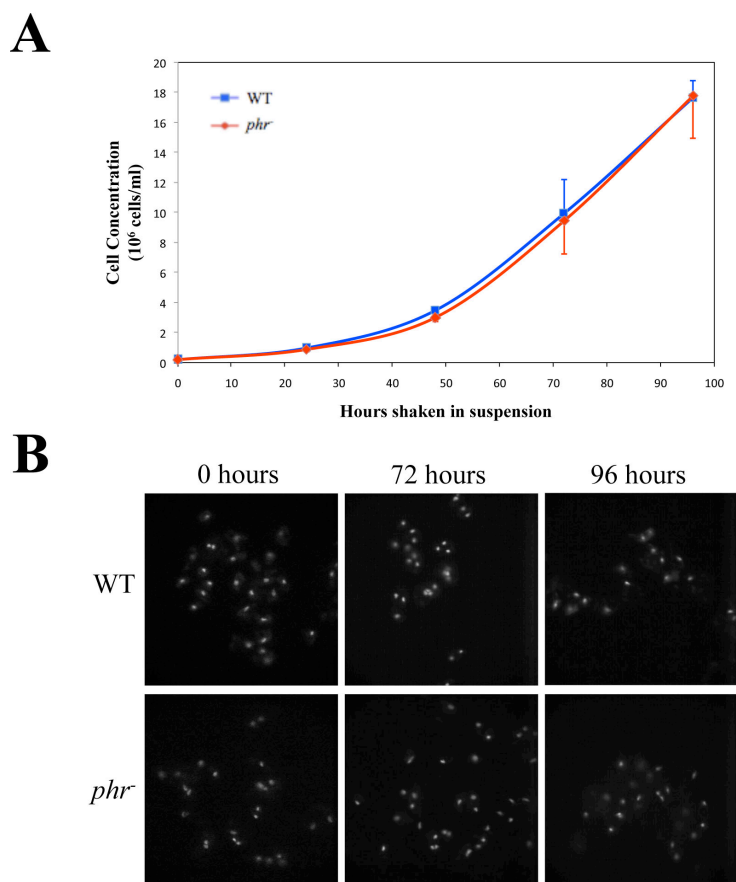 A
20
18
16
14
12
10
8
6
4
2
0
Cell Concentration
(10⁶ cells/ml)
WT
phr⁻
0 10 20 30 40 50 60 70 80 90 100
Hours shaken in suspension
B
0 hours 72 hours 96 hours
WT
phr⁻